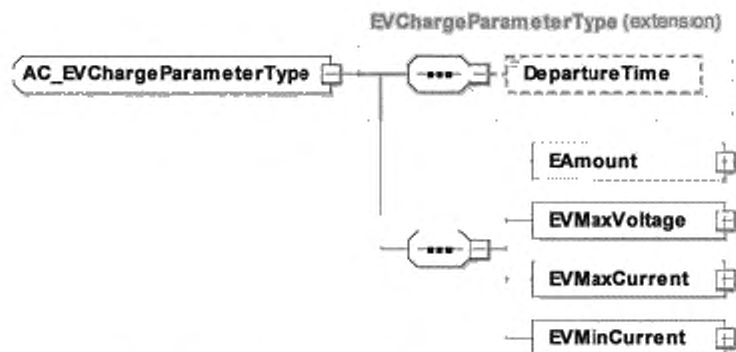 EVChargeParameterType (extension)
AC_EVChargeParameterType
DepartureTime
EAmount
EVMaxVoltage
EVMaxCurrent
EVMinCurrent